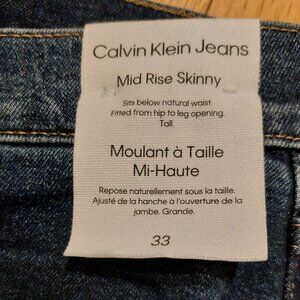 Calvin Klein Jeans
Mid Rise Skinny
Sits below natural waist.
Fitted from hip to leg opening.
Tall.
Moulant à Taille
Mi-Haute
Repose naturellement sous la taille.
Ajusté de la hanche à l'ouverture de la
jambe. Grande.
33